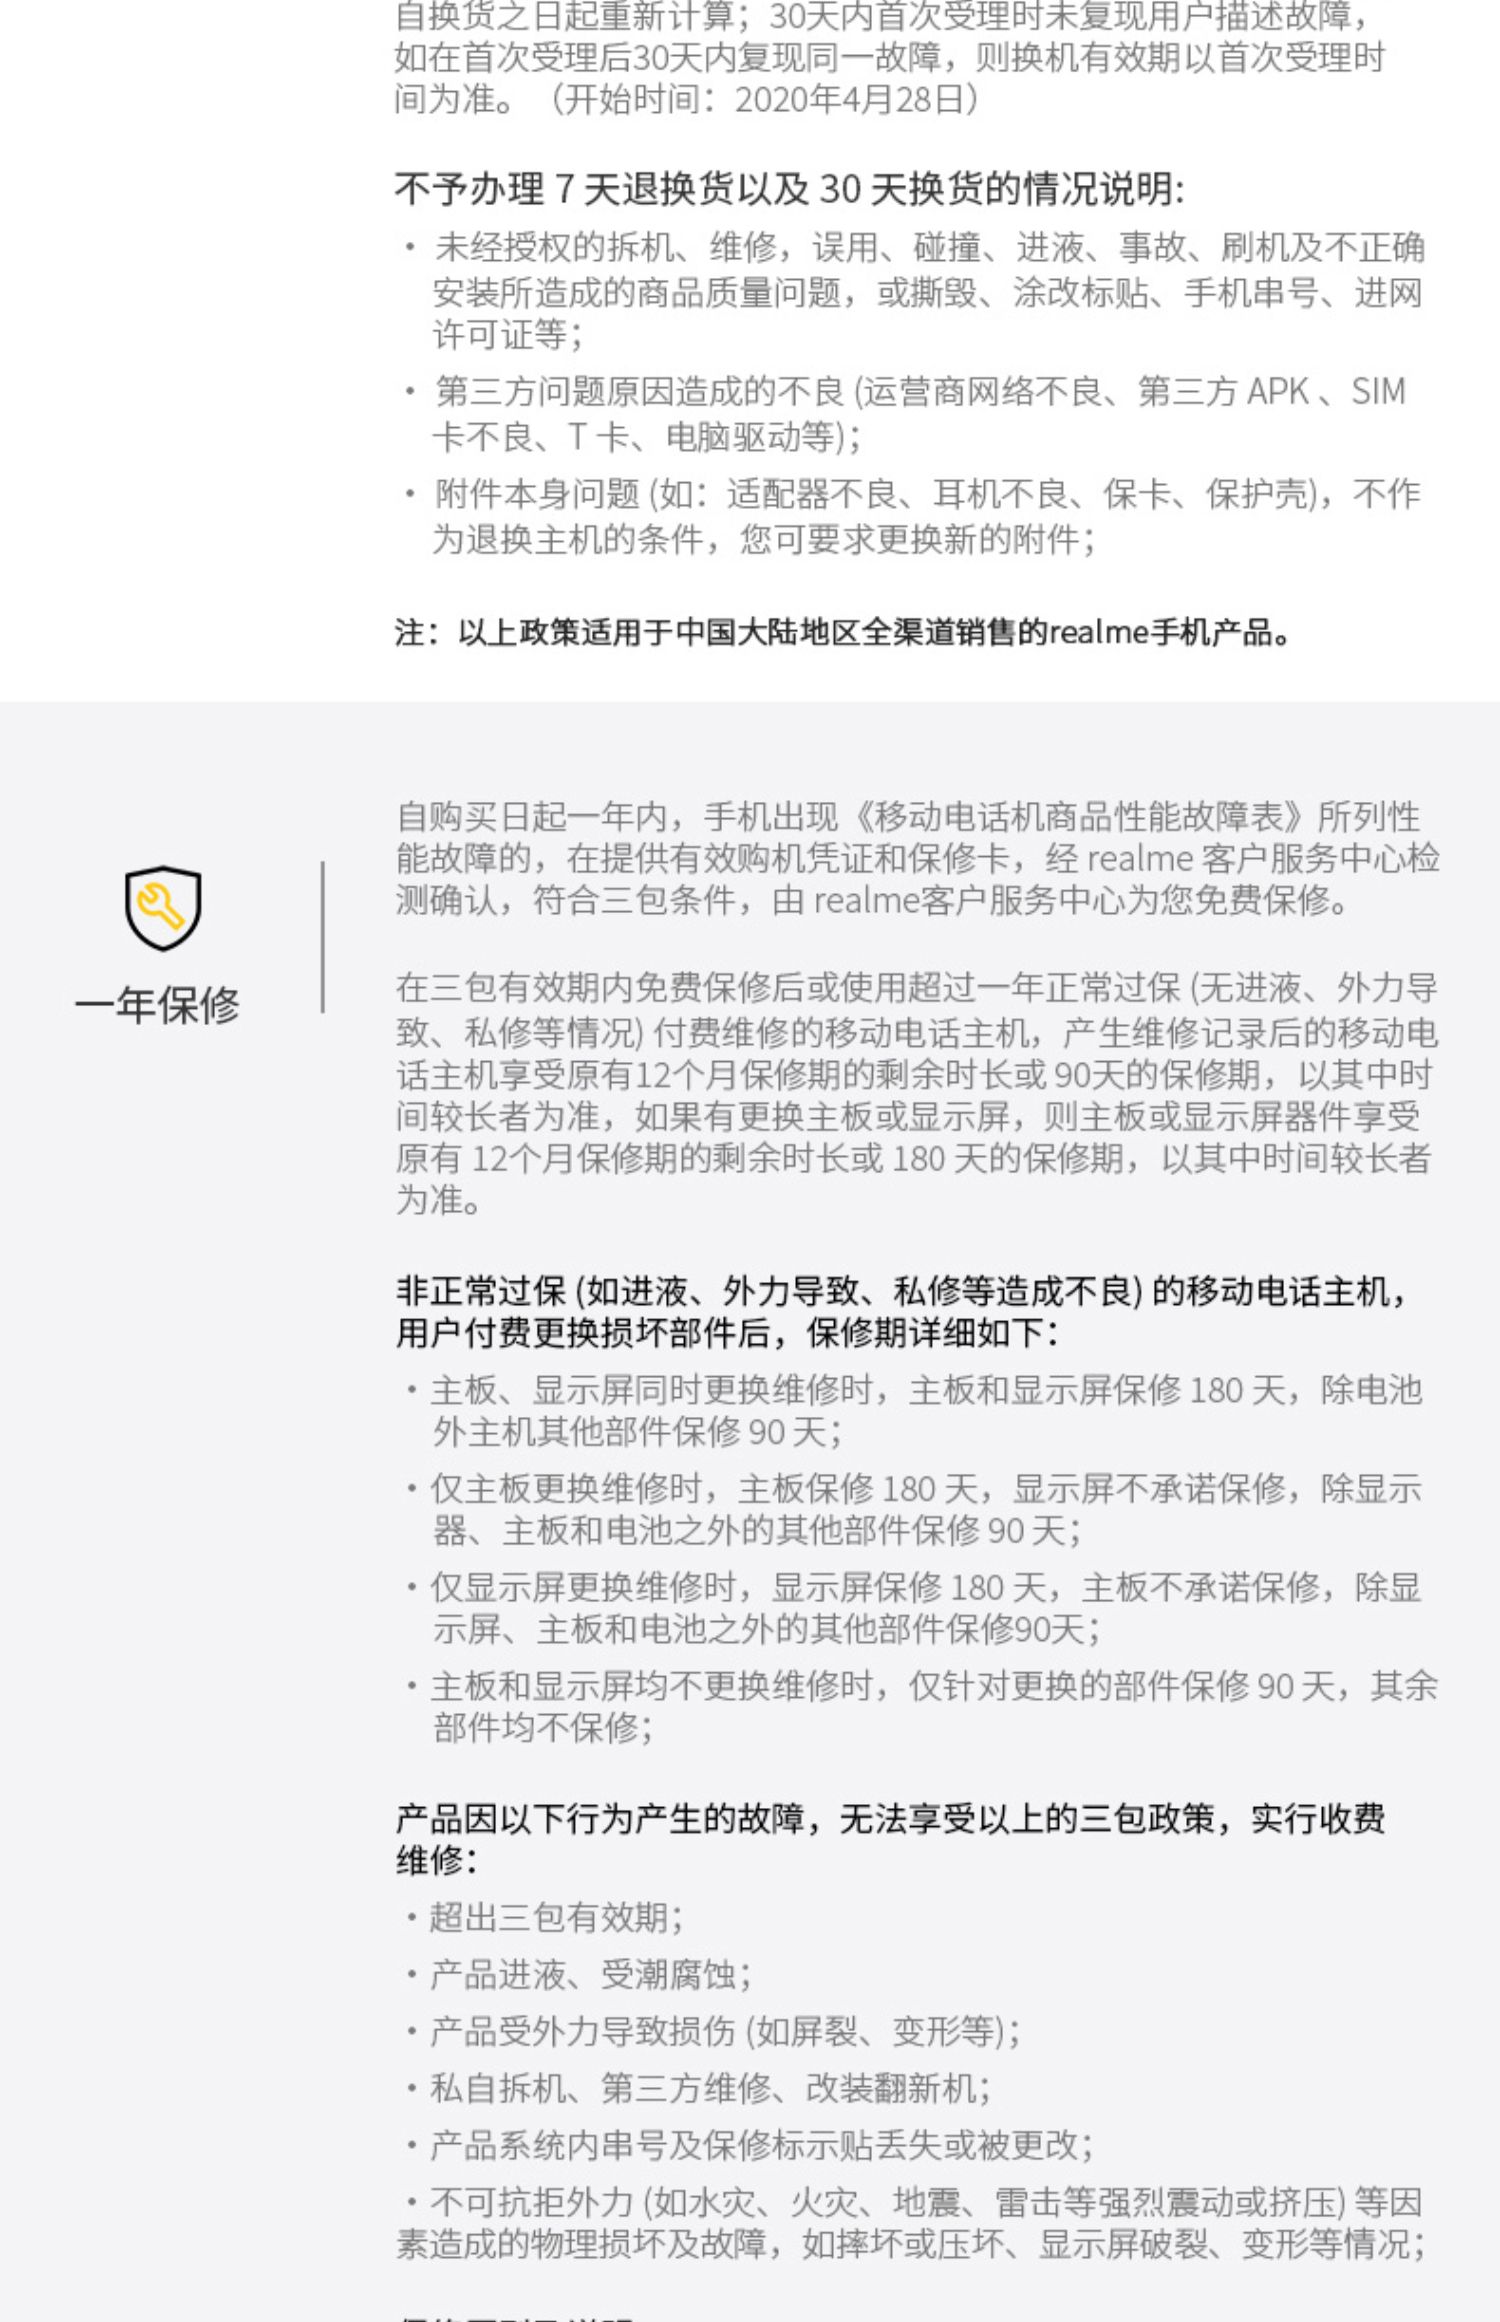 自换货之日起重新计算；30天内首次受理时未复现用户描述故障，
如在首次受理后30天内复现同一故障，则换机有效期以首次受理时
间为准。（开始时间：2020年4月28日）
不予办理 7 天退换货以及 30 天换货的情况说明:
· 未经授权的拆机、维修，误用、碰撞、进液、事故、刷机及不正确
安装所造成的商品质量问题，或撕毁、涂改标贴、手机串号、进网
许可证等；
· 第三方问题原因造成的不良 (运营商网络不良、第三方 APK 、SIM
卡不良、T 卡、电脑驱动等)；
· 附件本身问题 (如：适配器不良、耳机不良、保卡、保护壳)，不作
为退换主机的条件，您可要求更换新的附件；
注：以上政策适用于中国大陆地区全渠道销售的realme手机产品。
一年保修
自购买日起一年内，手机出现《移动电话机商品性能故障表》所列性
能故障的，在提供有效购机凭证和保修卡，经 realme 客户服务中心检
测确认，符合三包条件，由 realme客户服务中心为您免费保修。
在三包有效期内免费保修后或使用超过一年正常过保 (无进液、外力导
致、私修等情况) 付费维修的移动电话主机，产生维修记录后的移动电
话主机享受原有12个月保修期的剩余时长或 90天的保修期，以其中时
间较长者为准，如果有更换主板或显示屏，则主板或显示屏器件享受
原有 12个月保修期的剩余时长或 180 天的保修期，以其中时间较长者
为准。
非正常过保 (如进液、外力导致、私修等造成不良) 的移动电话主机，
用户付费更换损坏部件后，保修期详细如下：
· 主板、显示屏同时更换维修时，主板和显示屏保修 180 天，除电池
外主机其他部件保修 90 天；
· 仅主板更换维修时，主板保修 180 天，显示屏不承诺保修，除显示
器、主板和电池之外的其他部件保修 90 天；
· 仅显示屏更换维修时，显示屏保修 180 天，主板不承诺保修，除显
示屏、主板和电池之外的其他部件保修90天；
· 主板和显示屏均不更换维修时，仅针对更换的部件保修 90 天，其余
部件均不保修；
产品因以下行为产生的故障，无法享受以上的三包政策，实行收费
维修：
· 超出三包有效期；
· 产品进液、受潮腐蚀；
· 产品受外力导致损伤 (如屏裂、变形等)；
· 私自拆机、第三方维修、改装翻新机；
· 产品系统内串号及保修标示贴丢失或被更改；
· 不可抗拒外力 (如水灾、火灾、地震、雷击等强烈震动或挤压) 等因
素造成的物理损坏及故障，如摔坏或压坏、显示屏破裂、变形等情况；